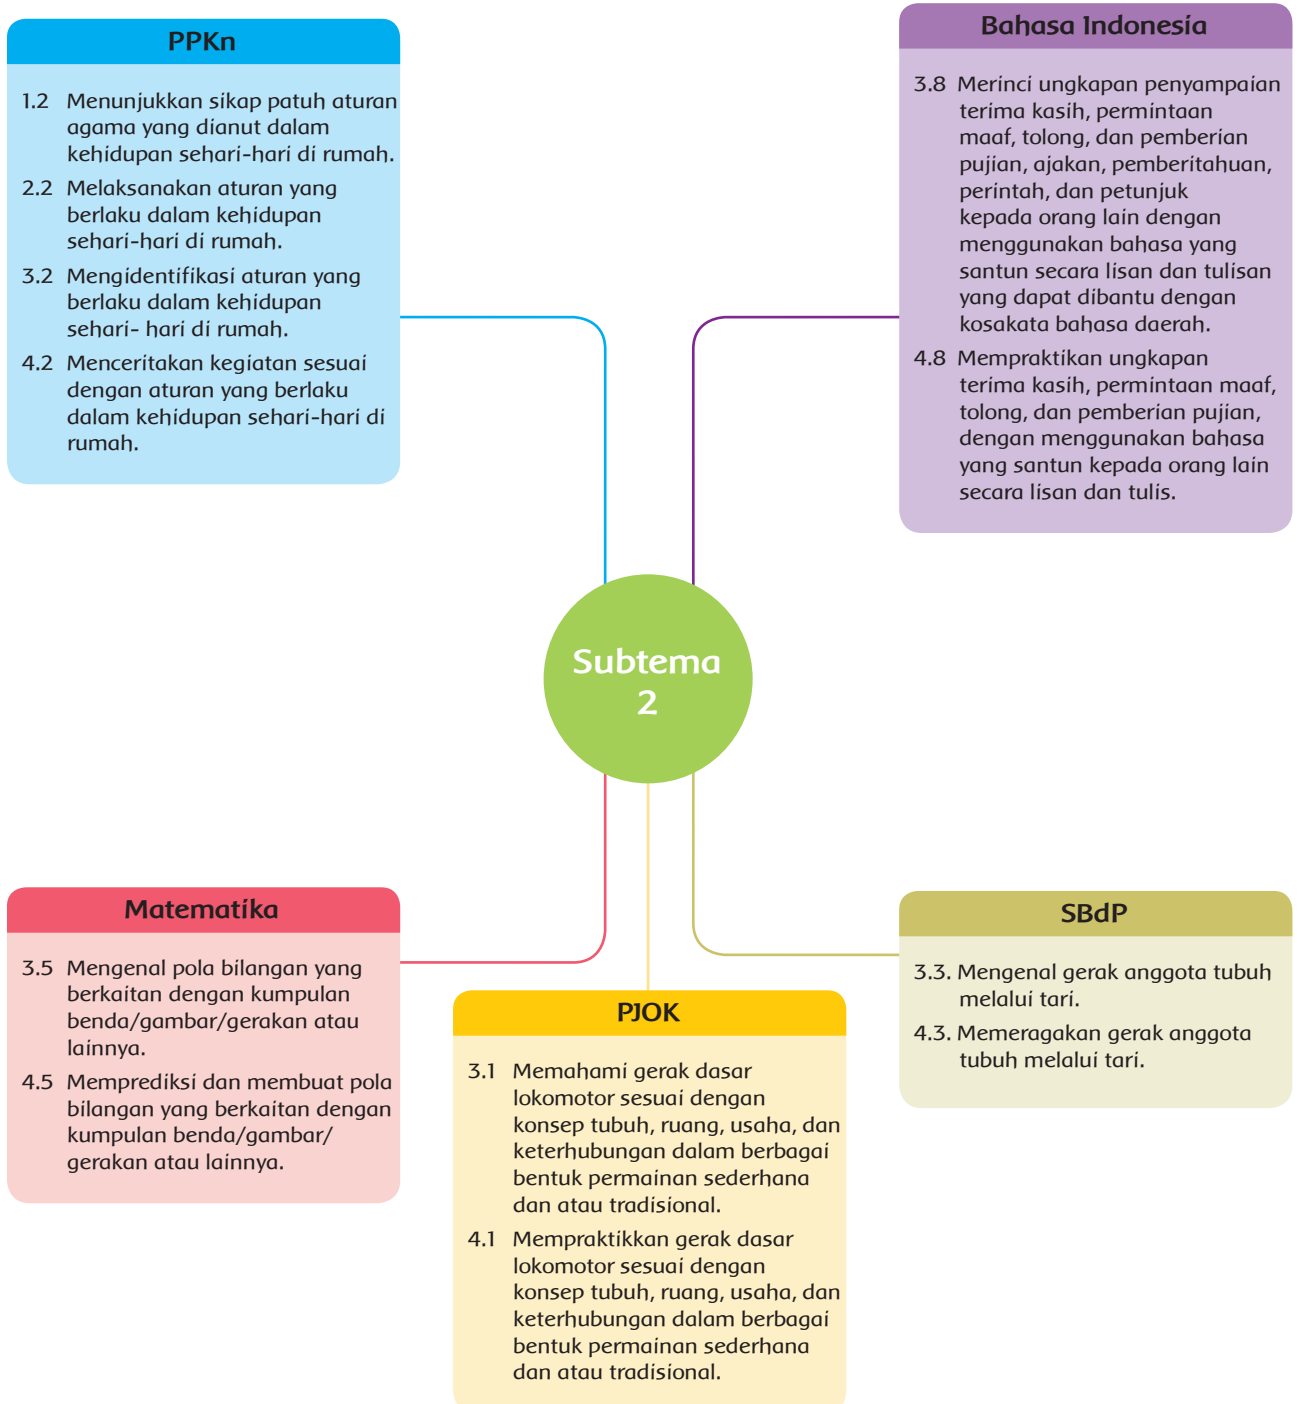 PPKn
1.2 Menunjukkan sikap patuh aturan
agama yang dianut dalam
kehidupan sehari-hari di rumah.
2.2 Melaksanakan aturan yang
berlaku dalam kehidupan
sehari-hari di rumah.
3.2 Mengidentifikasi aturan yang
berlaku dalam kehidupan
sehari- hari di rumah.
4.2 Menceritakan kegiatan sesuai
dengan aturan yang berlaku
dalam kehidupan sehari-hari di
rumah.
Bahasa Indonesia
3.8 Merinci ungkapan penyampaian
terima kasih, permintaan
maaf, tolong, dan pemberian
pujian, ajakan, pemberitahuan,
perintah, dan petunjuk
kepada orang lain dengan
menggunakan bahasa yang
santun secara lisan dan tulisan
yang dapat dibantu dengan
kosakata bahasa daerah.
4.8 Mempraktikan ungkapan
terima kasih, permintaan maaf,
tolong, dan pemberian pujian,
dengan menggunakan bahasa
yang santun kepada orang lain
secara lisan dan tulis.
Subtema
2
Matematika
3.5 Mengenal pola bilangan yang
berkaitan dengan kumpulan
benda/gambar/gerakan atau
lainnya.
4.5 Memprediksi dan membuat pola
bilangan yang berkaitan dengan
kumpulan benda/gambar/
gerakan atau lainnya.
PJOK
3.1 Memahami gerak dasar
lokomotor sesuai dengan
konsep tubuh, ruang, usaha, dan
keterhubungan dalam berbagai
bentuk permainan sederhana
dan atau tradisional.
4.1 Mempraktikkan gerak dasar
lokomotor sesuai dengan
konsep tubuh, ruang, usaha, dan
keterhubungan dalam berbagai
bentuk permainan sederhana
dan atau tradisional.
SBdP
3.3. Mengenal gerak anggota tubuh
melalui tari.
4.3. Memeragakan gerak anggota
tubuh melalui tari.